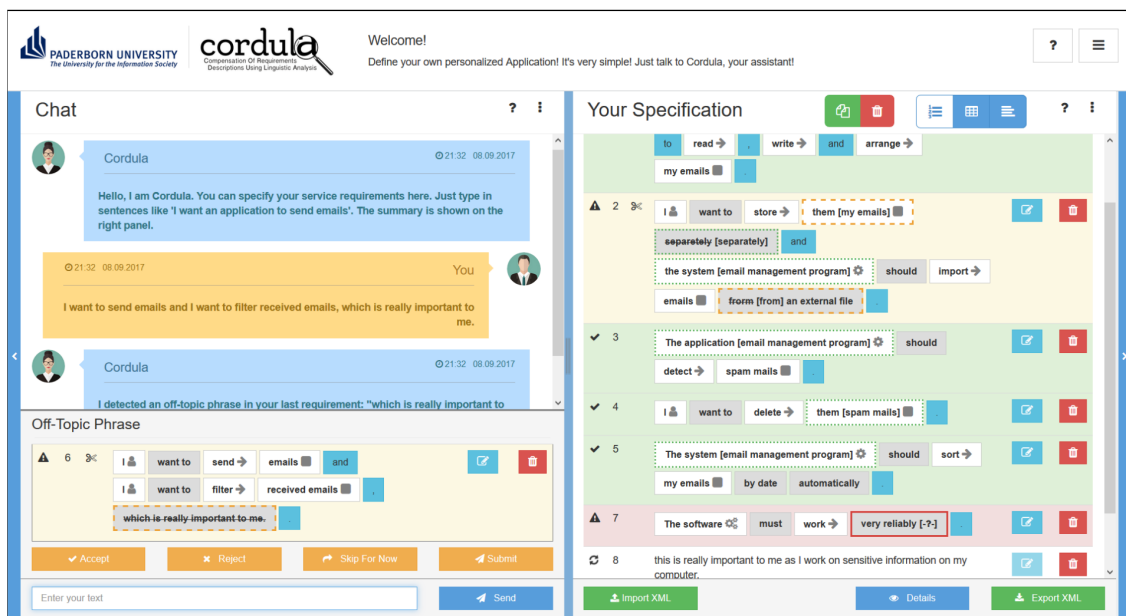 PADERBORN UNIVERSITY
The University for the Information Society
cordula
Compensation Of Requirements
Descriptions Using Linguistic Analysis
Welcome!
Define your own personalized Application! It's very simple! Just talk to Cordula, your assistant!
?
Chat
?
Cordula
21:32 08.09.2017
Hello, I am Cordula. You can specify your service requirements here. Just type in
sentences like 'I want an application to send emails'. The summary is shown on the
right panel.
21:32 08.09.2017
You
I want to send emails and I want to filter received emails, which is really important to
me.
Cordula
21:32 08.09.2017
I detected an off-topic phrase in your last requirement: "which is really important to
Off-Topic Phrase
6 I want to send emails and
I want to filter received emails ,
which is really important to me. .
Accept Reject Skip For Now Submit
Enter your text
Send
Your Specification
?
to read , write and arrange
my emails .
2 I want to store them [my emails]
separetely [separately] and
the system [email management program] should import
emails from [from] an external file .
3 The application [email management program] should
detect spam mails .
4 I want to delete them [spam mails] .
5 The system [email management program] should sort
my emails by date automatically .
7 The software must work very reliably [-?-] .
8 this is really important to me as I work on sensitive information on my
computer.
Import XML Details Export XML